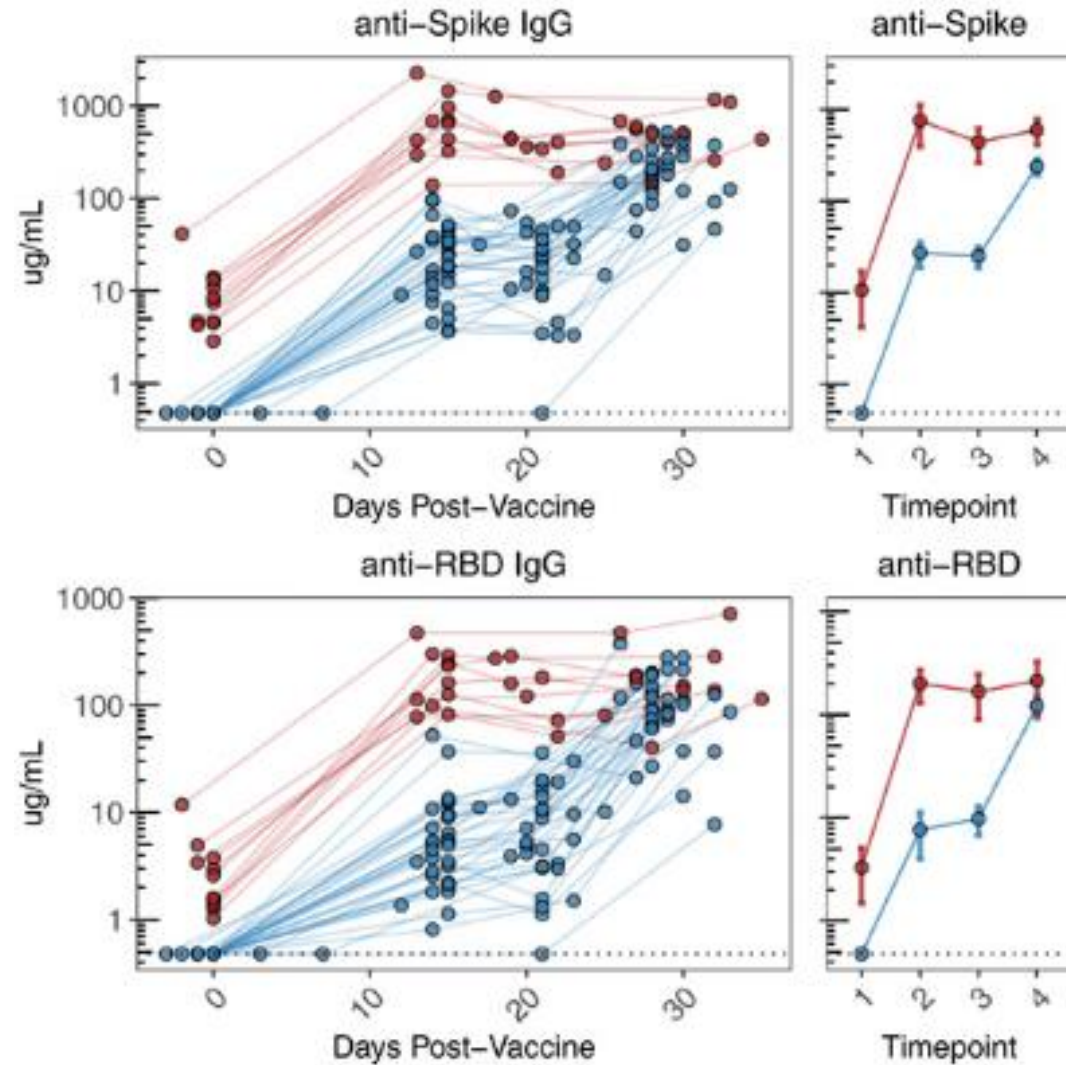 anti−Spike IgG
anti−Spike
1000
100
10
1
ug/mL
0
10
20
30
1
2
3
4
Days Post−Vaccine
Timepoint
anti−RBD IgG
anti−RBD
1000
100
10
1
ug/mL
0
10
20
30
1
2
3
4
Days Post−Vaccine
Timepoint